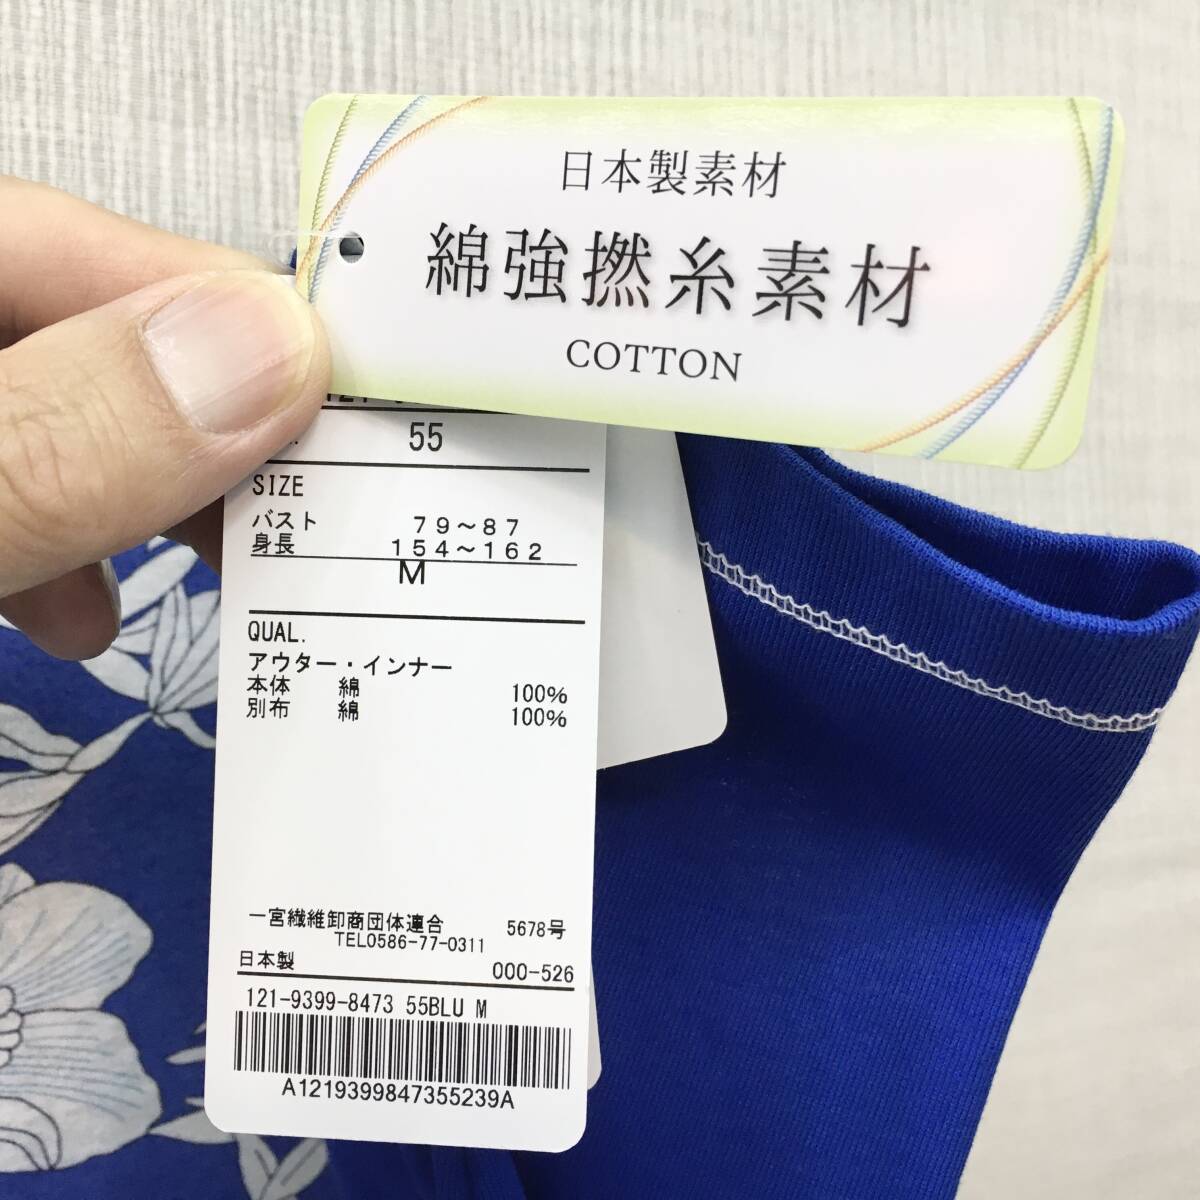 日本製素材
綿強撚糸素材
COTTON
55
SIZE
バスト 79～87
身長 154～162
M
QUAL.
アウター・インナー
本体 綿 100%
別布 綿 100%
一宮繊維卸商団体連合 5678号
TEL0586-77-0311
日本製 000-526
121-9399-8473 55BLU M
A1219399847355239A